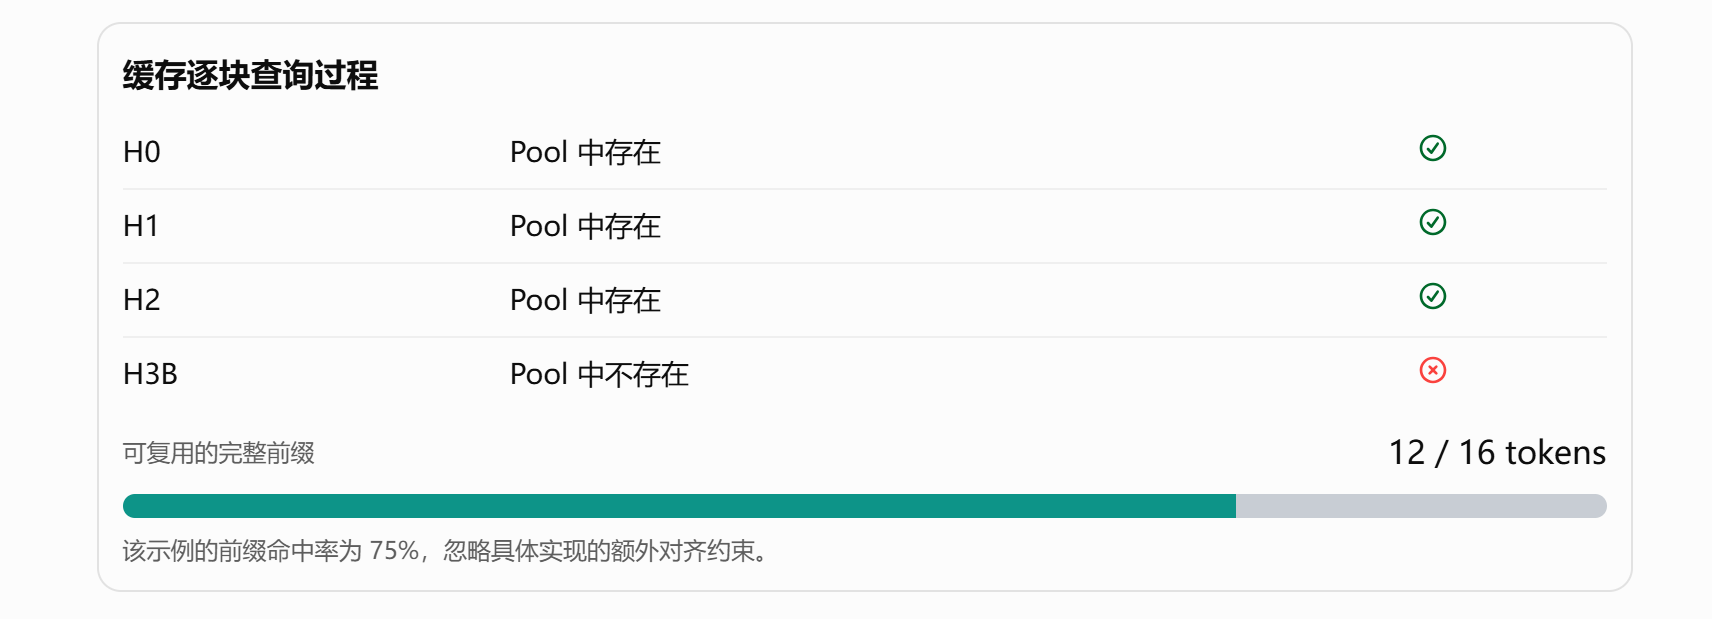 缓存逐块查询过程
H0 Pool 中存在
H1 Pool 中存在
H2 Pool 中存在
H3B Pool 中不存在
可复用的完整前缀 12 / 16 tokens
该示例的前缀命中率为 75%，忽略具体实现的额外对齐约束。